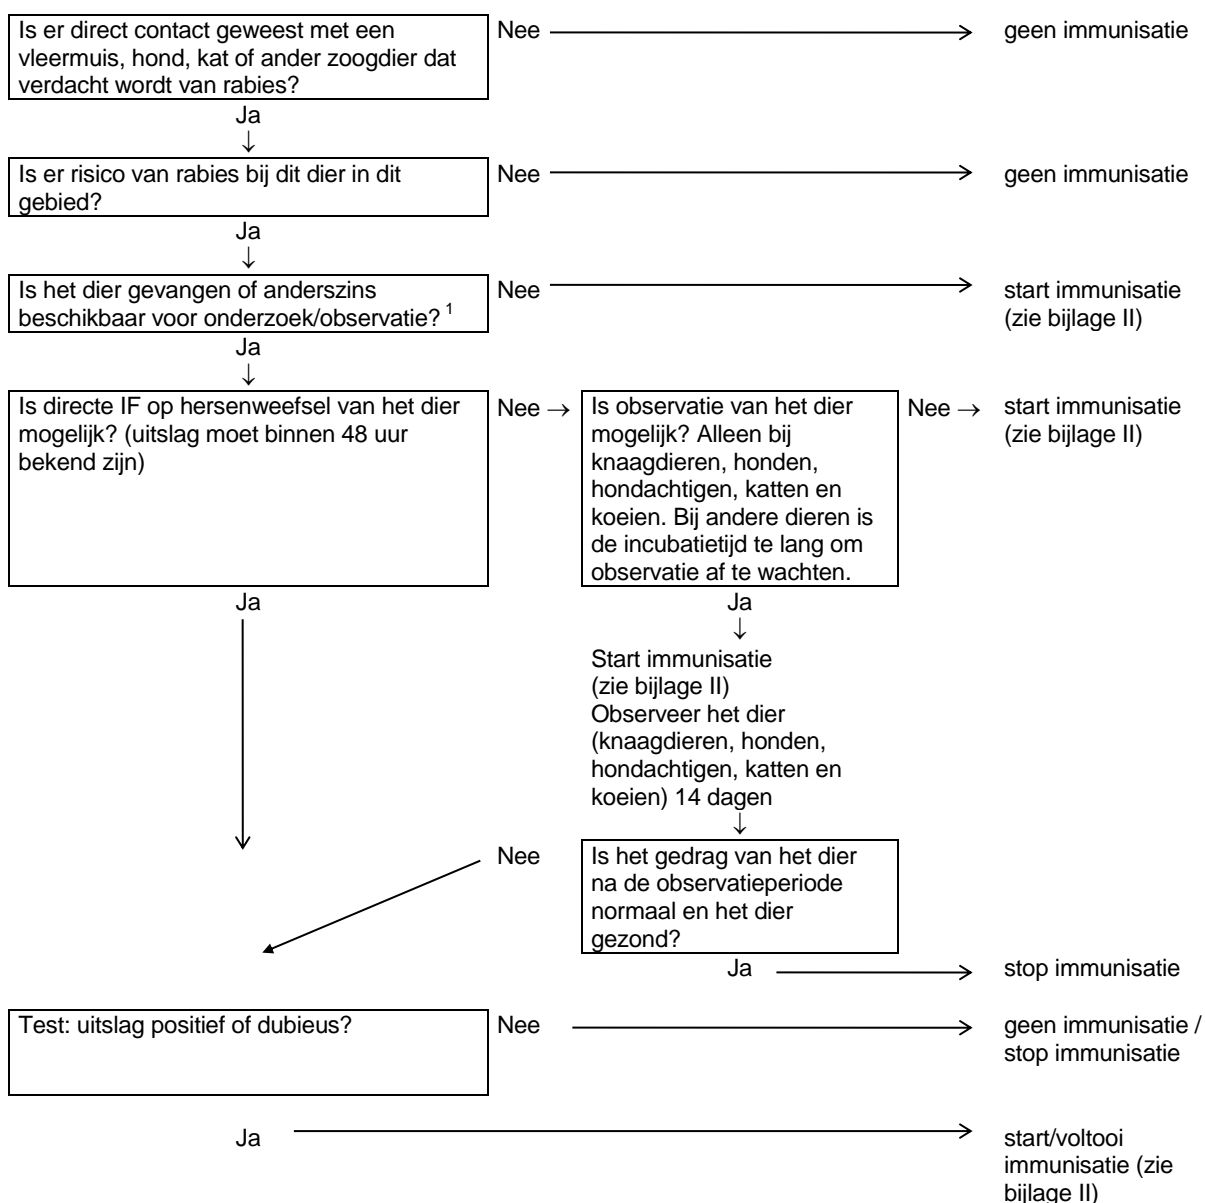 Is er direct contact geweest met een
vleermuis, hond, kat of ander zoogdier dat
verdacht wordt van rabies?
Nee
geen immunisatie
Ja
↓
Is er risico van rabies bij dit dier in dit
gebied?
Nee
geen immunisatie
Ja
↓
Is het dier gevangen of anderszins
beschikbaar voor onderzoek/observatie? 1
Nee
start immunisatie
(zie bijlage II)
Ja
↓
Is directe IF op hersenweefsel van het dier
mogelijk? (uitslag moet binnen 48 uur
bekend zijn)
Nee →
Is observatie van het dier
mogelijk? Alleen bij
knaagdieren, honden,
hondachtigen, katten en
koeien. Bij andere dieren is
de incubatietijd te lang om
observatie af te wachten.
Nee →
start immunisatie
(zie bijlage II)
Ja
Ja
↓
Start immunisatie
(zie bijlage II)
Observeer het dier
(knaagdieren, honden,
hondachtigen, katten en
koeien) 14 dagen
↓
Nee
Is het gedrag van het dier
na de observatieperiode
normaal en het dier
gezond?
Ja
stop immunisatie
Test: uitslag positief of dubieus?
Nee
geen immunisatie /
stop immunisatie
Ja
start/voltooi
immunisatie (zie
bijlage II)